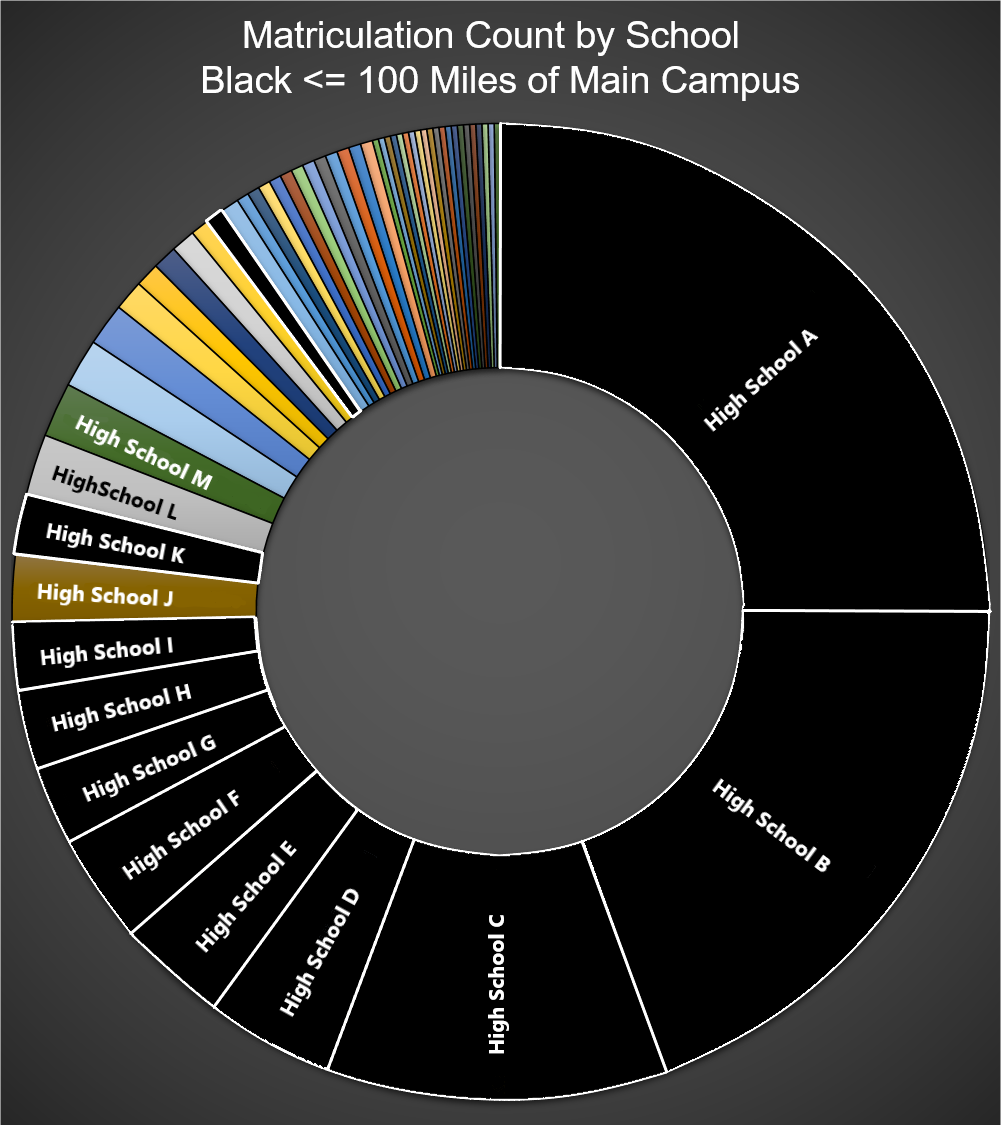 Matriculation Count by School
Black <= 100 Miles of Main Campus
High School A
High School B
High School C
High School D
High School E
High School F
High School G
High School H
High School I
High School J
High School K
HighSchool L
High School M